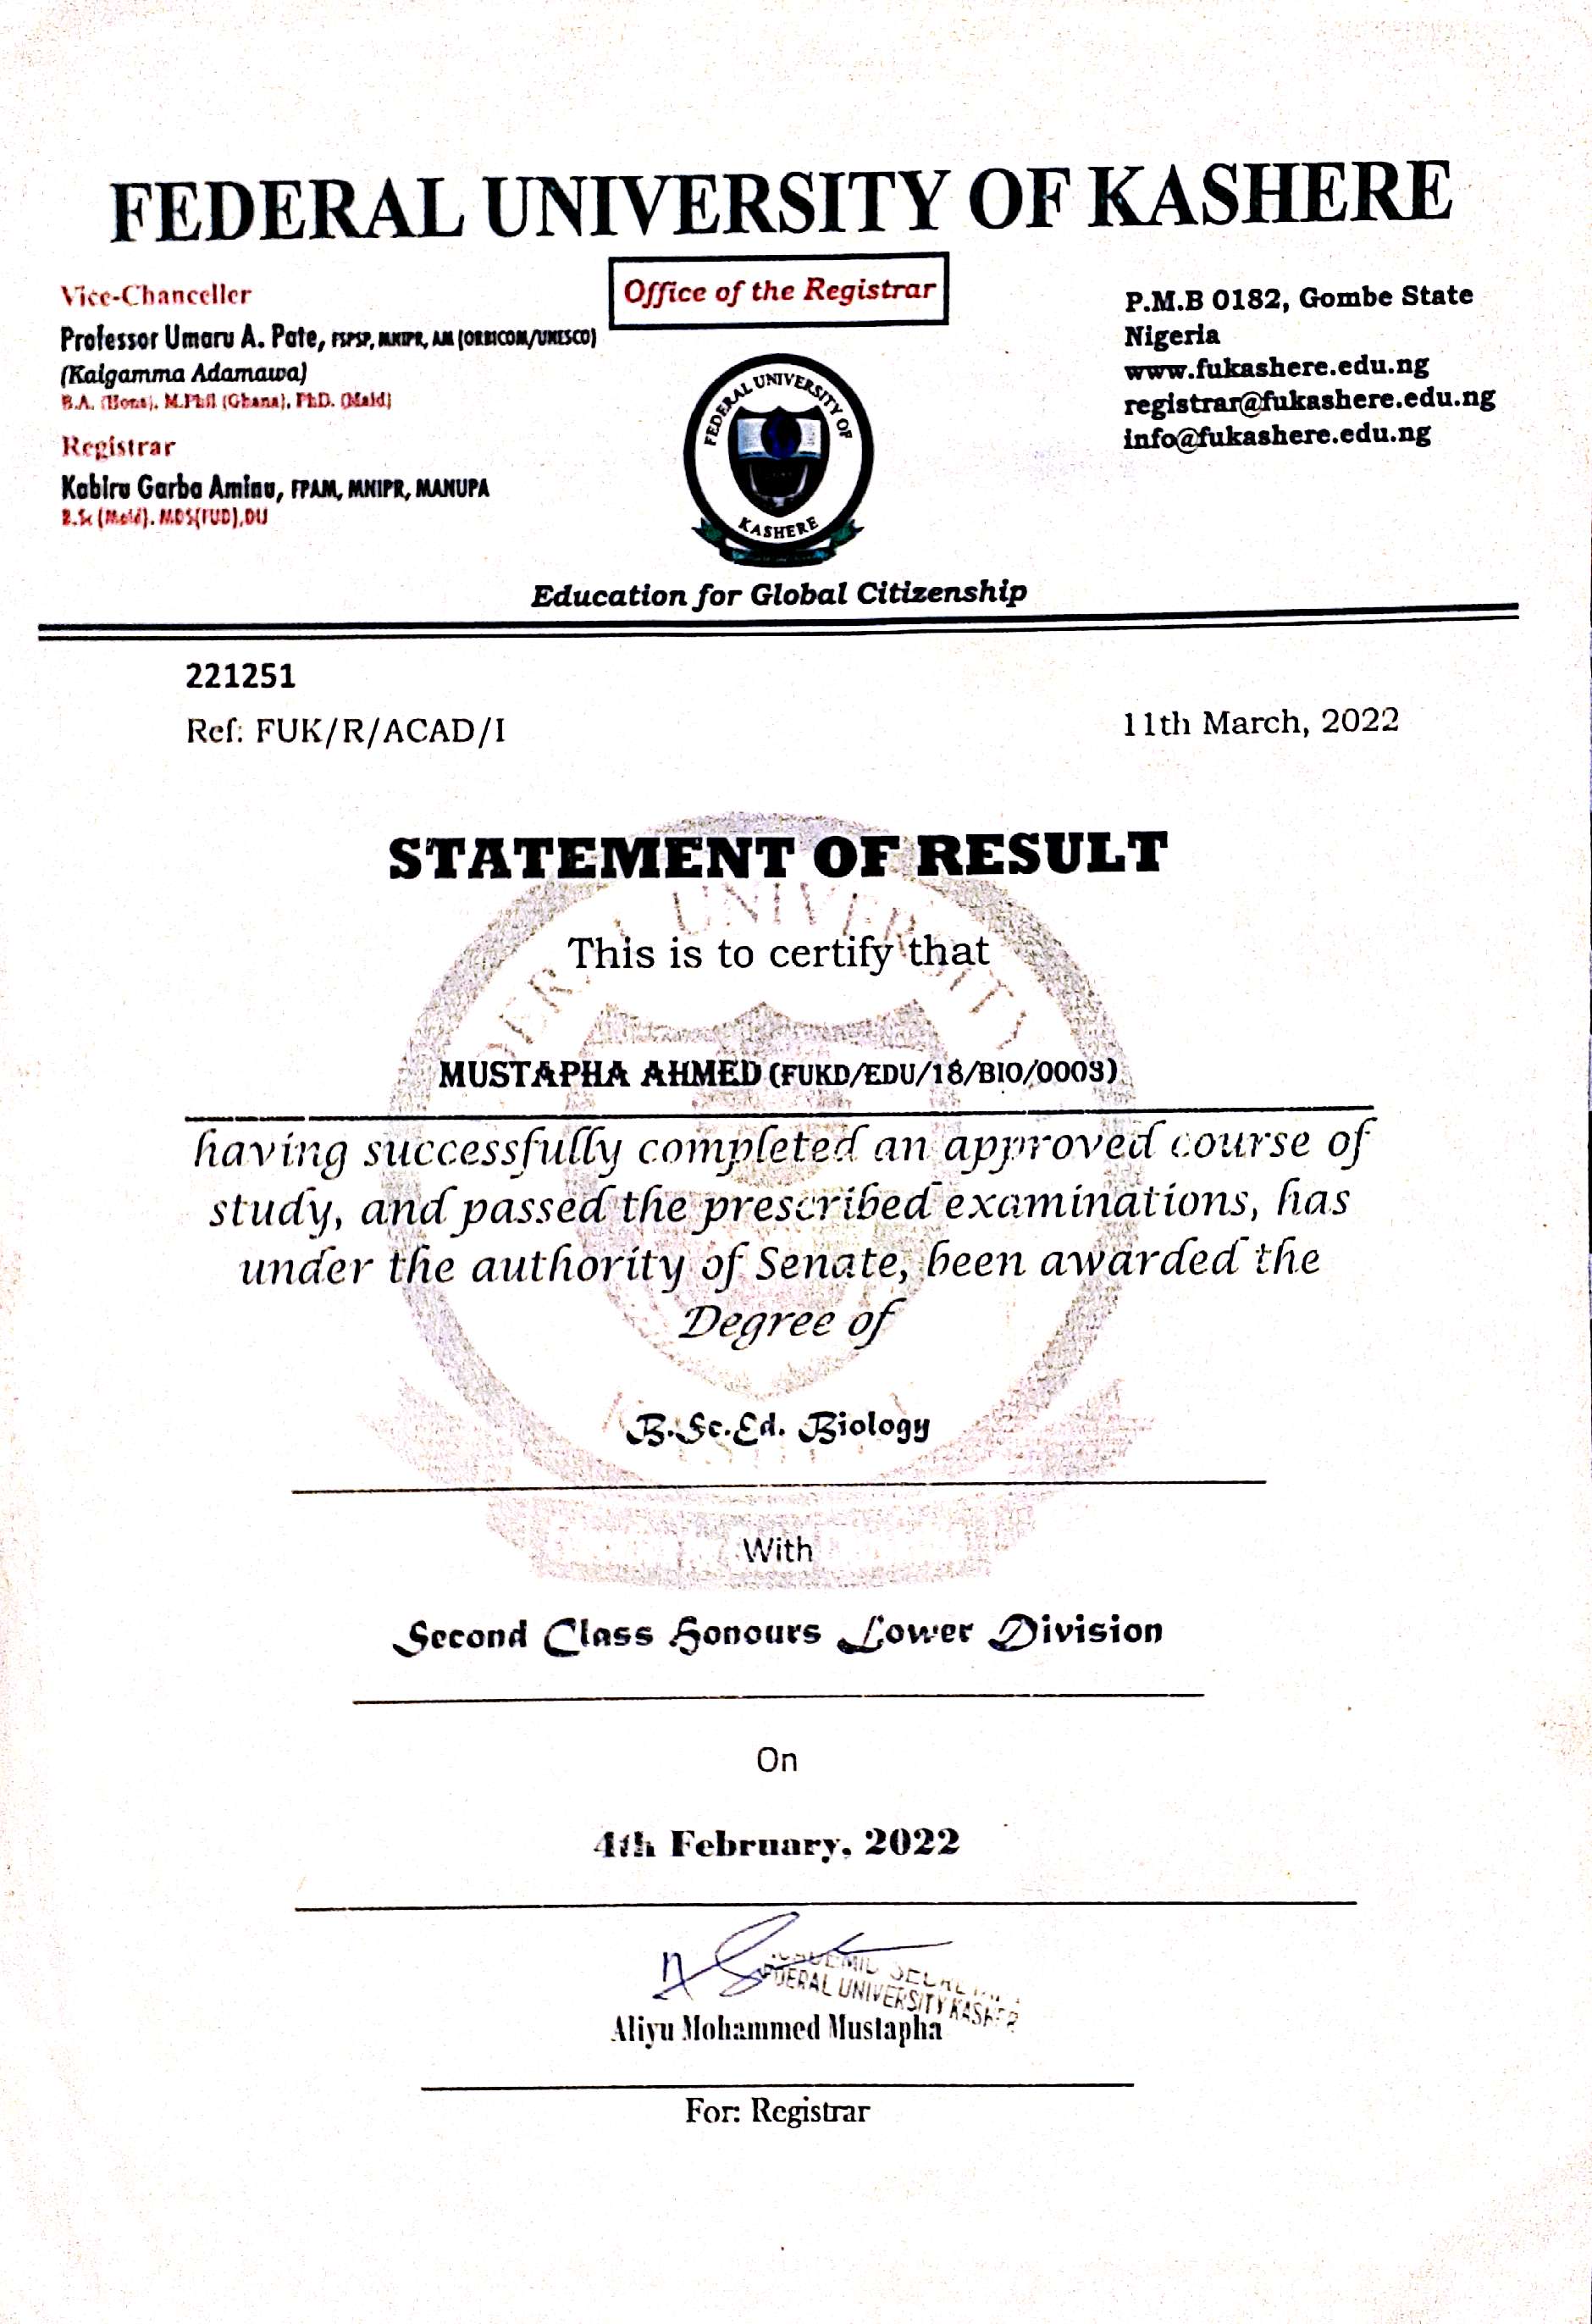 FEDERAL UNIVERSITY OF KASHERE
Vice-Chancellor
Professor Umaru A. Pate, FSPSP, MNIPR, AM (ORBICOM/UNESCO)
(Kaigamma Adamawa)
B.A. (Hons), M.Phil (Ghana), PhD. (Maid)
Registrar
Kabiru Garba Aminu, FPAM, MNIPR, MANUPA
B.Sc (Maid). MDS(FUD),DIJ
Office of the Registrar
FEDERAL UNIVERSITY OF
KASHERE
P.M.B 0182, Gombe State
Nigeria
www.fukashere.edu.ng
registrar@fukashere.edu.ng
info@fukashere.edu.ng
Education for Global Citizenship
221251
Ref: FUK/R/ACAD/I
11th March, 2022
STATEMENT OF RESULT
This is to certify that
MUSTAPHA AHMED (FUKD/EDU/18/BIO/0003)
having successfully completed an approved course of
study, and passed the prescribed examinations, has
under the authority of Senate, been awarded the
Degree of
B.Sc.Ed. Biology
With
Second Class Honours Lower Division
On
4th February, 2022
FEDERAL UNIVERSITY KASHERE
Aliyu Mohammed Mustapha
For: Registrar